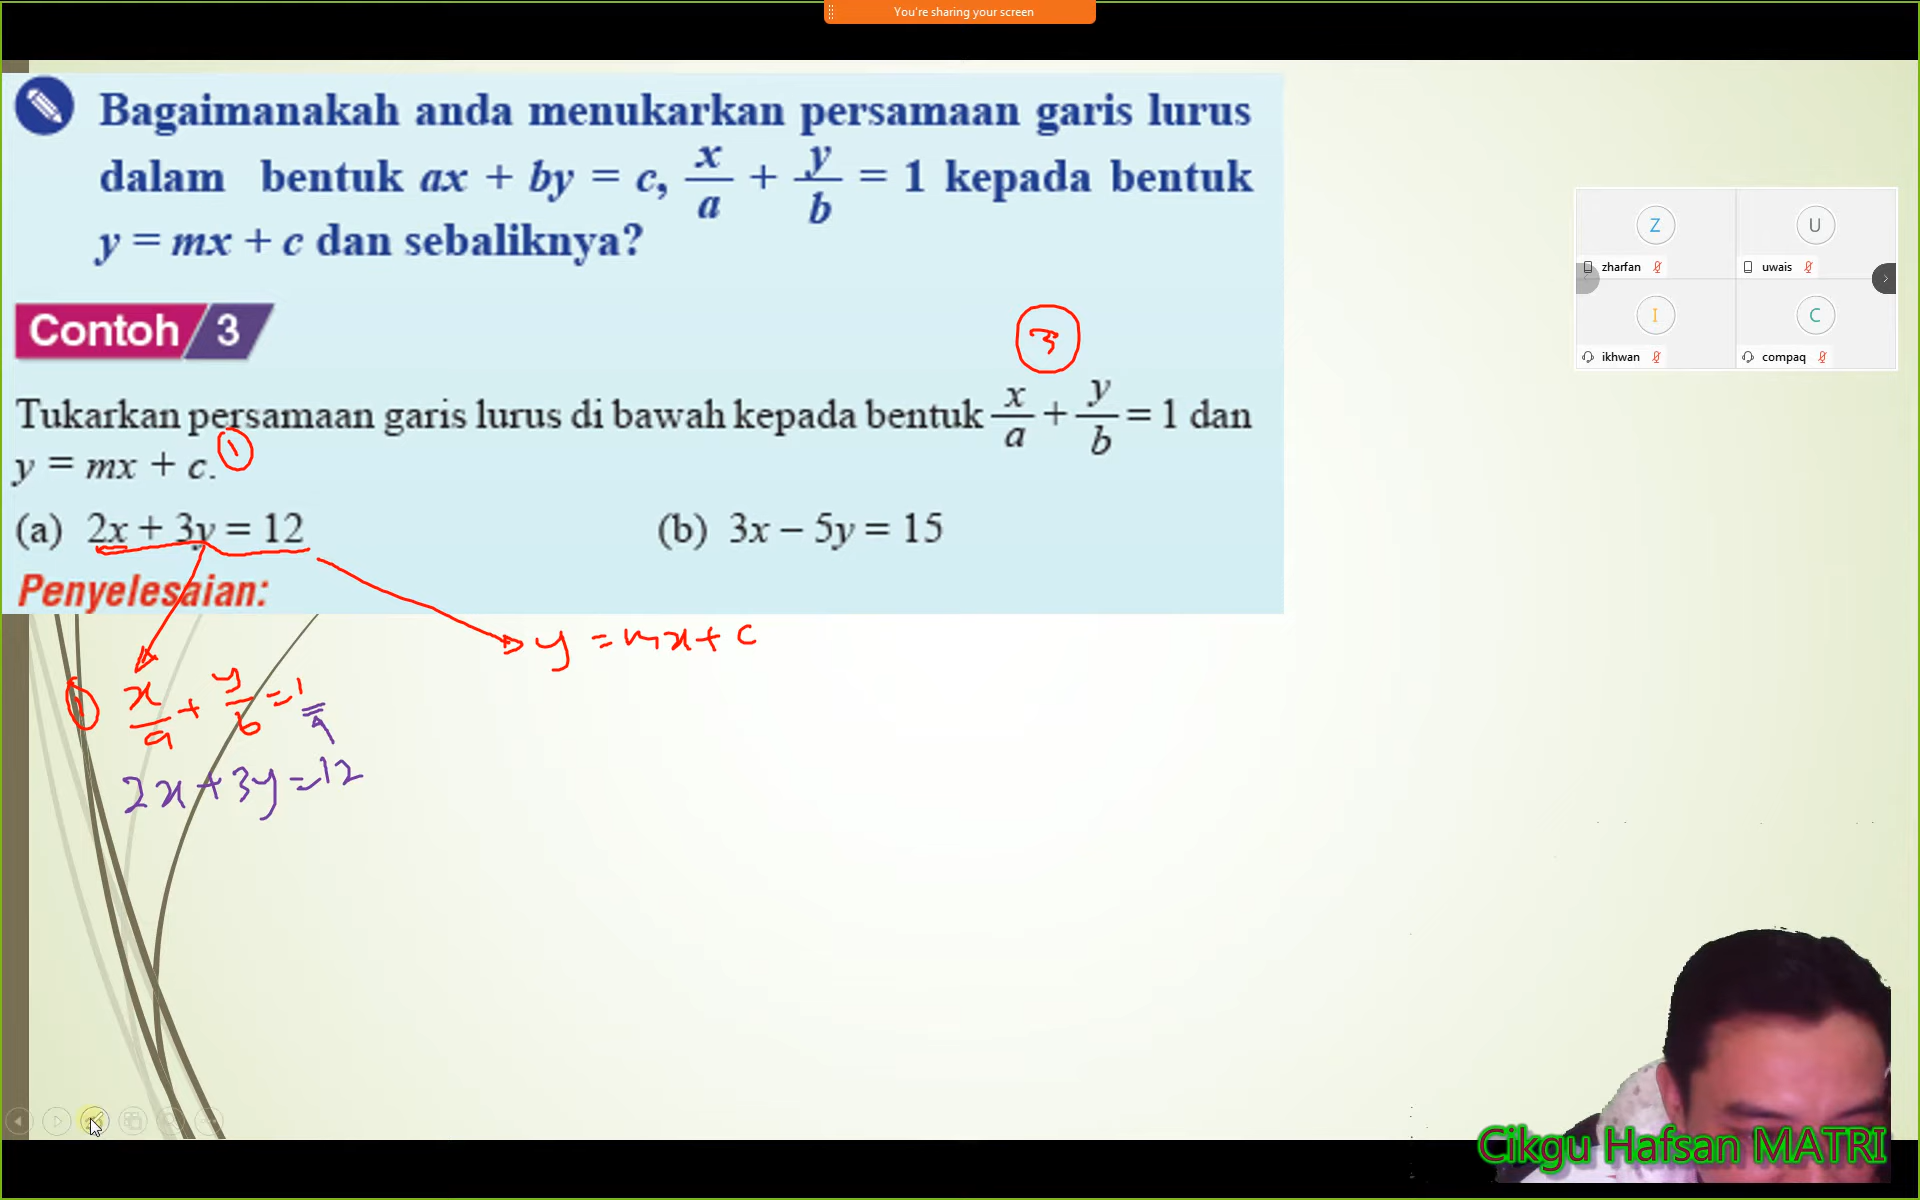 You're sharing your screen
Bagaimanakah anda menukarkan persamaan garis lurus
dalam bentuk ax + by = c, x/a + y/b = 1 kepada bentuk
y = mx + c dan sebaliknya?
Contoh 3
3
Tukarkan persamaan garis lurus di bawah kepada bentuk x/a + y/b = 1 dan
y = mx + c. 1
(a) 2x + 3y = 12
(b) 3x – 5y = 15
Penyelesaian:
y = mx + c
1 x/a + y/b = 1
2x + 3y = 12
Z
U
zharfan
uwais
I
C
ikhwan
compaq
Cikgu Hafsan MATRI